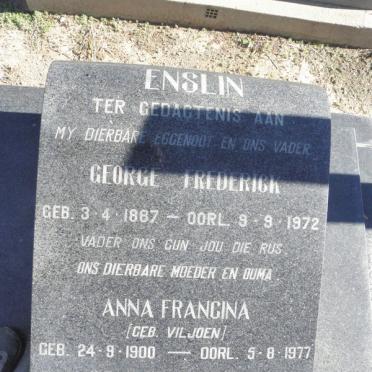 ENSLIN
TER GEDAGTENIS AAN
MY DIERBARE EGGENOOT EN ONS VADER
GEORGE FREDERICK
GEB. 3-4-1887 — OORL. 9-9-1972
VADER ONS GUN JOU DIE RUS
ONS DIERBARE MOEDER EN OUMA
ANNA FRANCINA
[GEB. VILJOEN]
GEB. 24-9-1900 — OORL. 5-8-1977